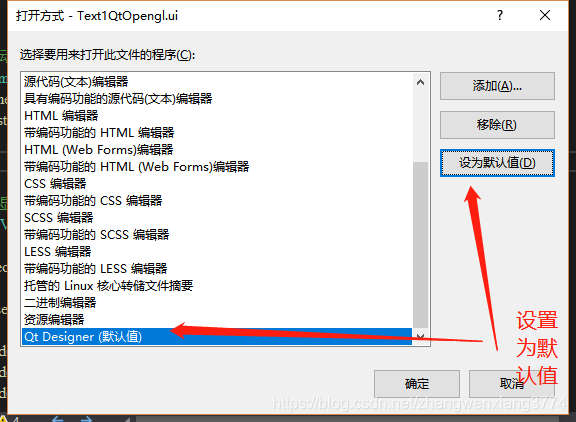 打开方式 - Text1QtOpengl.ui
选择要用来打开此文件的程序(C):
源代码(文本)编辑器
具有编码功能的源代码(文本)编辑器
HTML 编辑器
带编码功能的 HTML 编辑器
HTML (Web Forms)编辑器
带编码功能的 HTML (Web Forms)编辑器
CSS 编辑器
带编码功能的 CSS 编辑器
SCSS 编辑器
带编码功能的 SCSS 编辑器
LESS 编辑器
带编码功能的 LESS 编辑器
托管的 Linux 核心转储文件摘要
二进制编辑器
资源编辑器
Qt Designer (默认值)
添加(A)...
移除(R)
设为默认值(D)
设置
为默
认值
确定
取消
https://blog.csdn.net/zhangwenxiang3774
4